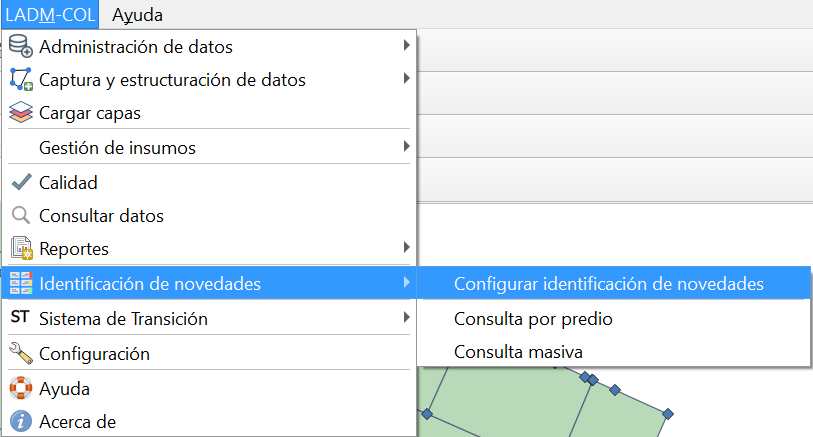 LADM-COL Ayuda
Administración de datos
Captura y estructuración de datos
Cargar capas
Gestión de insumos
Calidad
Consultar datos
Reportes
Identificación de novedades
Configurar identificación de novedades
Consulta por predio
Consulta masiva
ST Sistema de Transición
Configuración
Ayuda
Acerca de